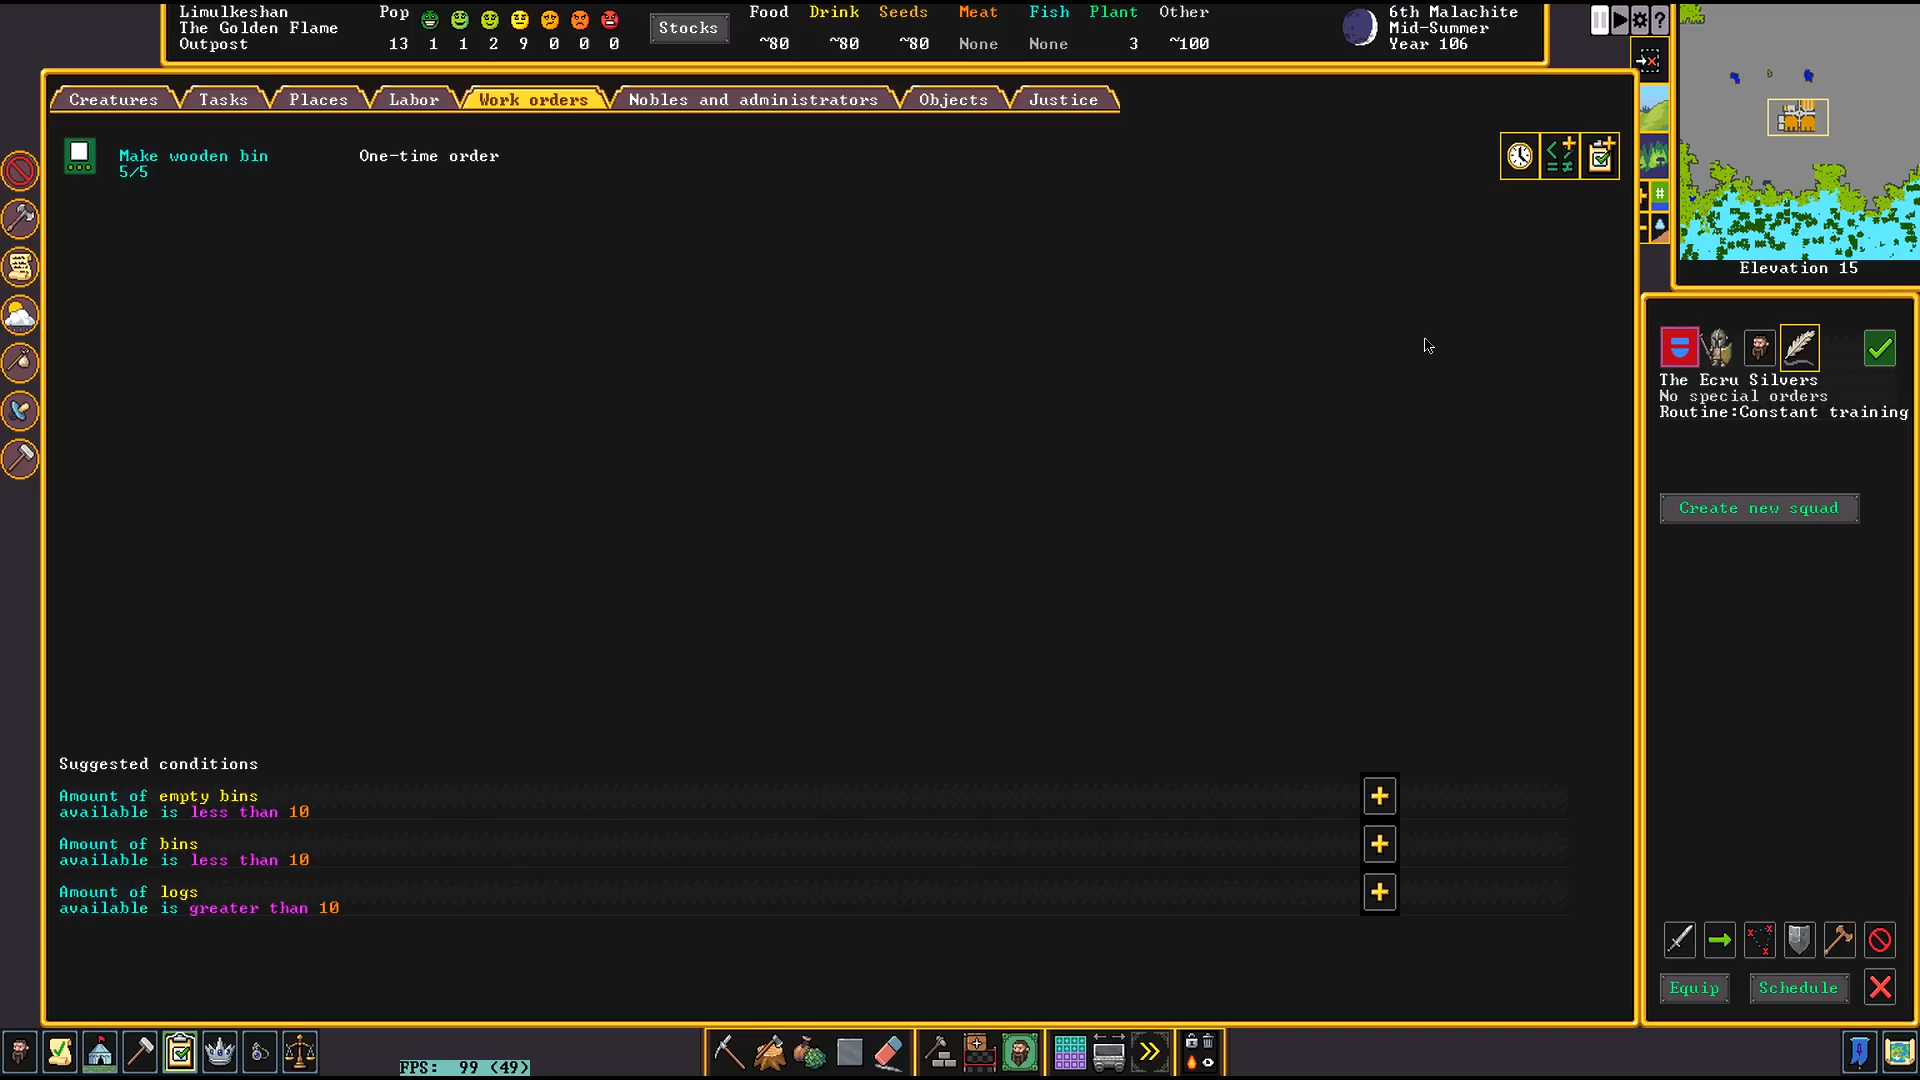 Limulkeshan
The Golden Flame
Outpost
Pop
13 1 1 2 9 0 0 0
Stocks
Food Drink Seeds Meat Fish Plant Other
~80 ~80 ~80 None None 3 ~100
6th Malachite
Mid-Summer
Year 106
?
Creatures Tasks Places Labor Work orders Nobles and administrators Objects Justice
Make wooden bin One-time order
5/5
#
Elevation 15
The Ecru Silvers
No special orders
Routine:Constant training
Create new squad
Suggested conditions
Amount of empty bins
available is less than 10
Amount of bins
available is less than 10
Amount of logs
available is greater than 10
Equip Schedule
FPS: 99 (49)